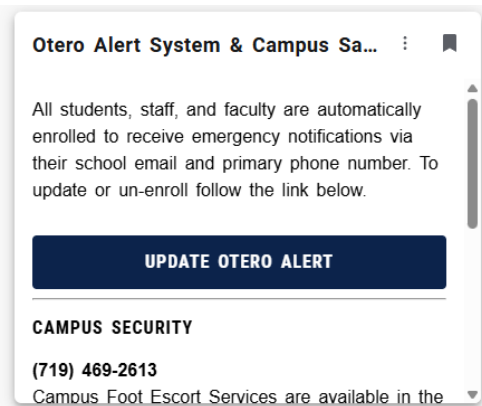 Otero Alert System & Campus Sa...
All students, staff, and faculty are automatically
enrolled to receive emergency notifications via
their school email and primary phone number. To
update or un-enroll follow the link below.
UPDATE OTERO ALERT
CAMPUS SECURITY
(719) 469-2613
Campus Foot Escort Services are available in the